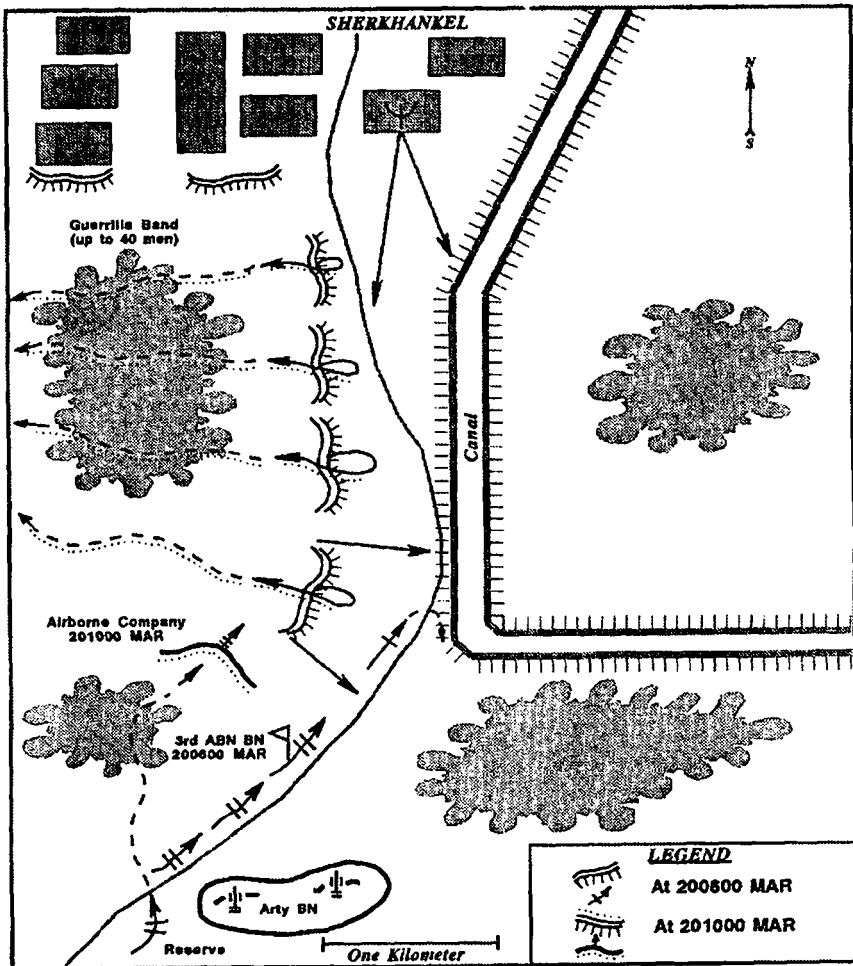 SHERKHANKEL
N
S
Guerrilla Band
(up to 40 men)
Canal
Airborne Company
201000 MAR
3rd ABN BN
200600 MAR
Arty BN
Reserve
One Kilometer
LEGEND
At 200600 MAR
At 201000 MAR